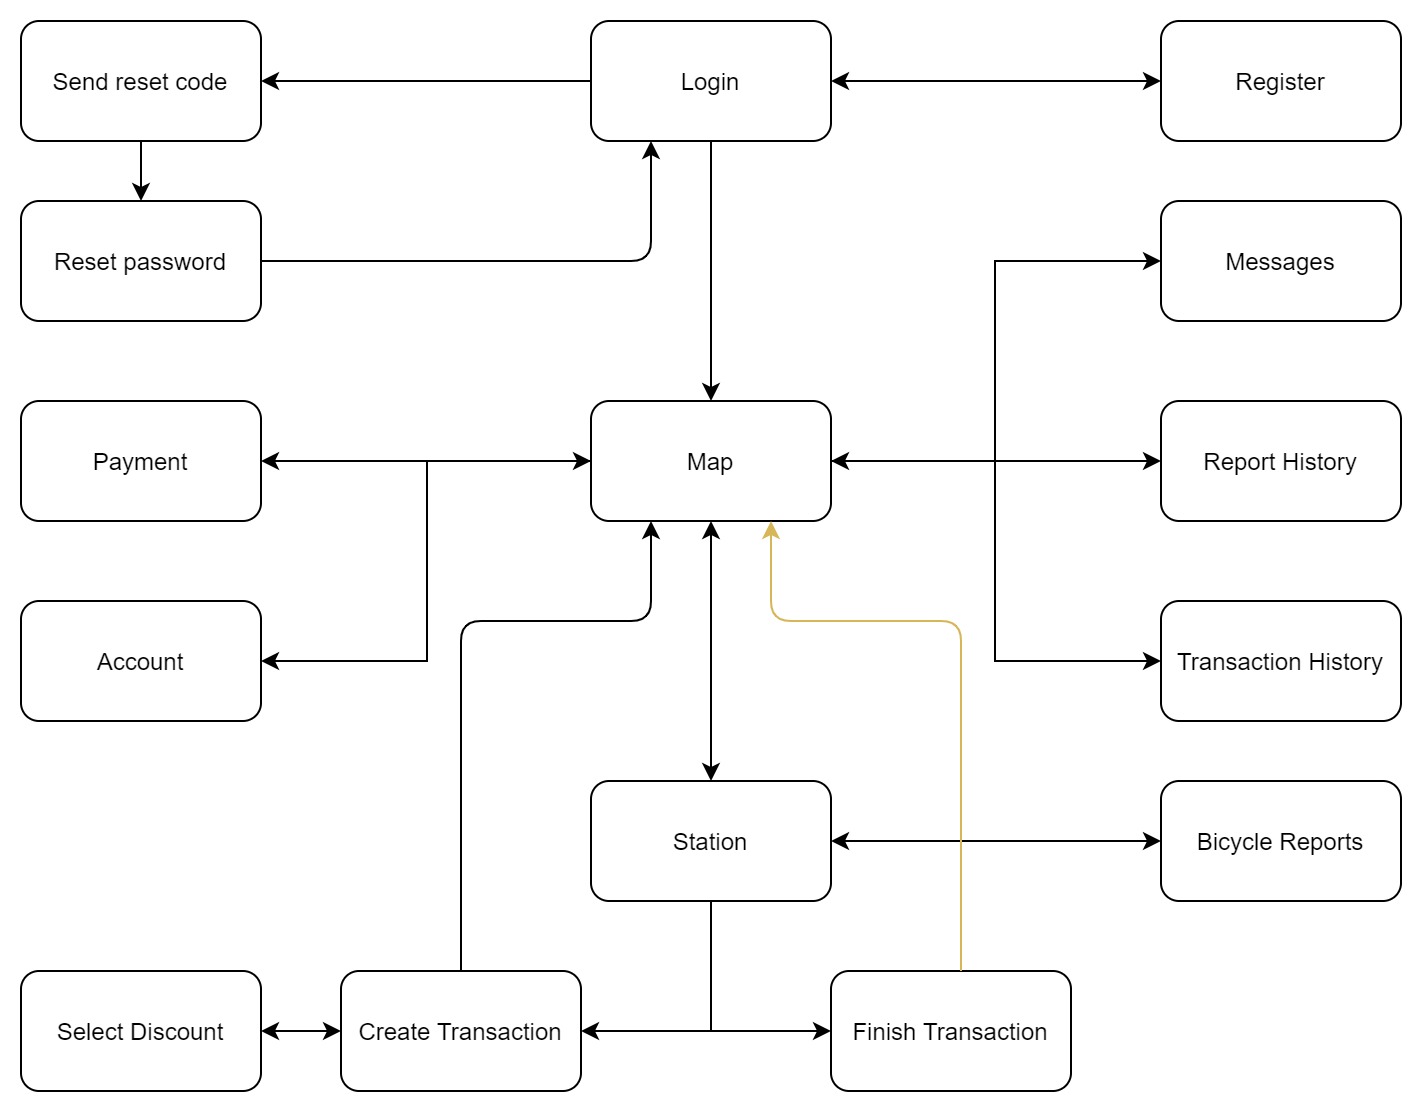 Send reset code
Login
Register
Reset password
Messages
Payment
Map
Report History
Account
Transaction History
Station
Bicycle Reports
Select Discount
Create Transaction
Finish Transaction